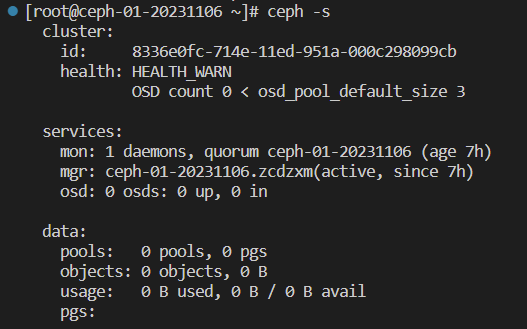 [root@ceph-01-20231106 ~]# ceph -s
cluster:
id: 8336e0fc-714e-11ed-951a-000c298099cb
health: HEALTH_WARN
OSD count 0 < osd_pool_default_size 3
services:
mon: 1 daemons, quorum ceph-01-20231106 (age 7h)
mgr: ceph-01-20231106.zcdzxm(active, since 7h)
osd: 0 osds: 0 up, 0 in
data:
pools: 0 pools, 0 pgs
objects: 0 objects, 0 B
usage: 0 B used, 0 B / 0 B avail
pgs: